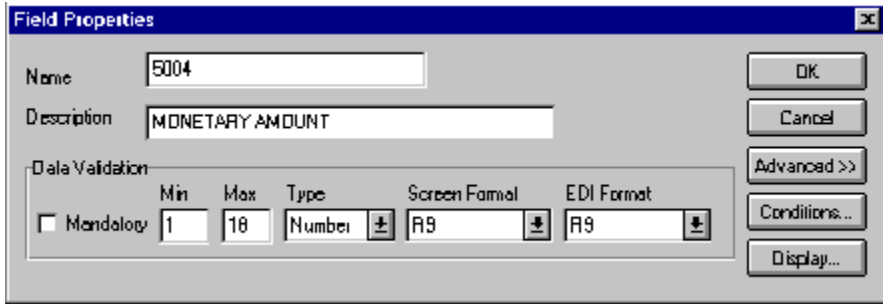 Field Properties
Name 5004 OK
Description MONETARY AMOUNT Cancel
Data Validation Advanced >>
Min Max Type Screen Format EDI Format
Mandatory 1 18 Number R9 R9 Conditions...
Display...